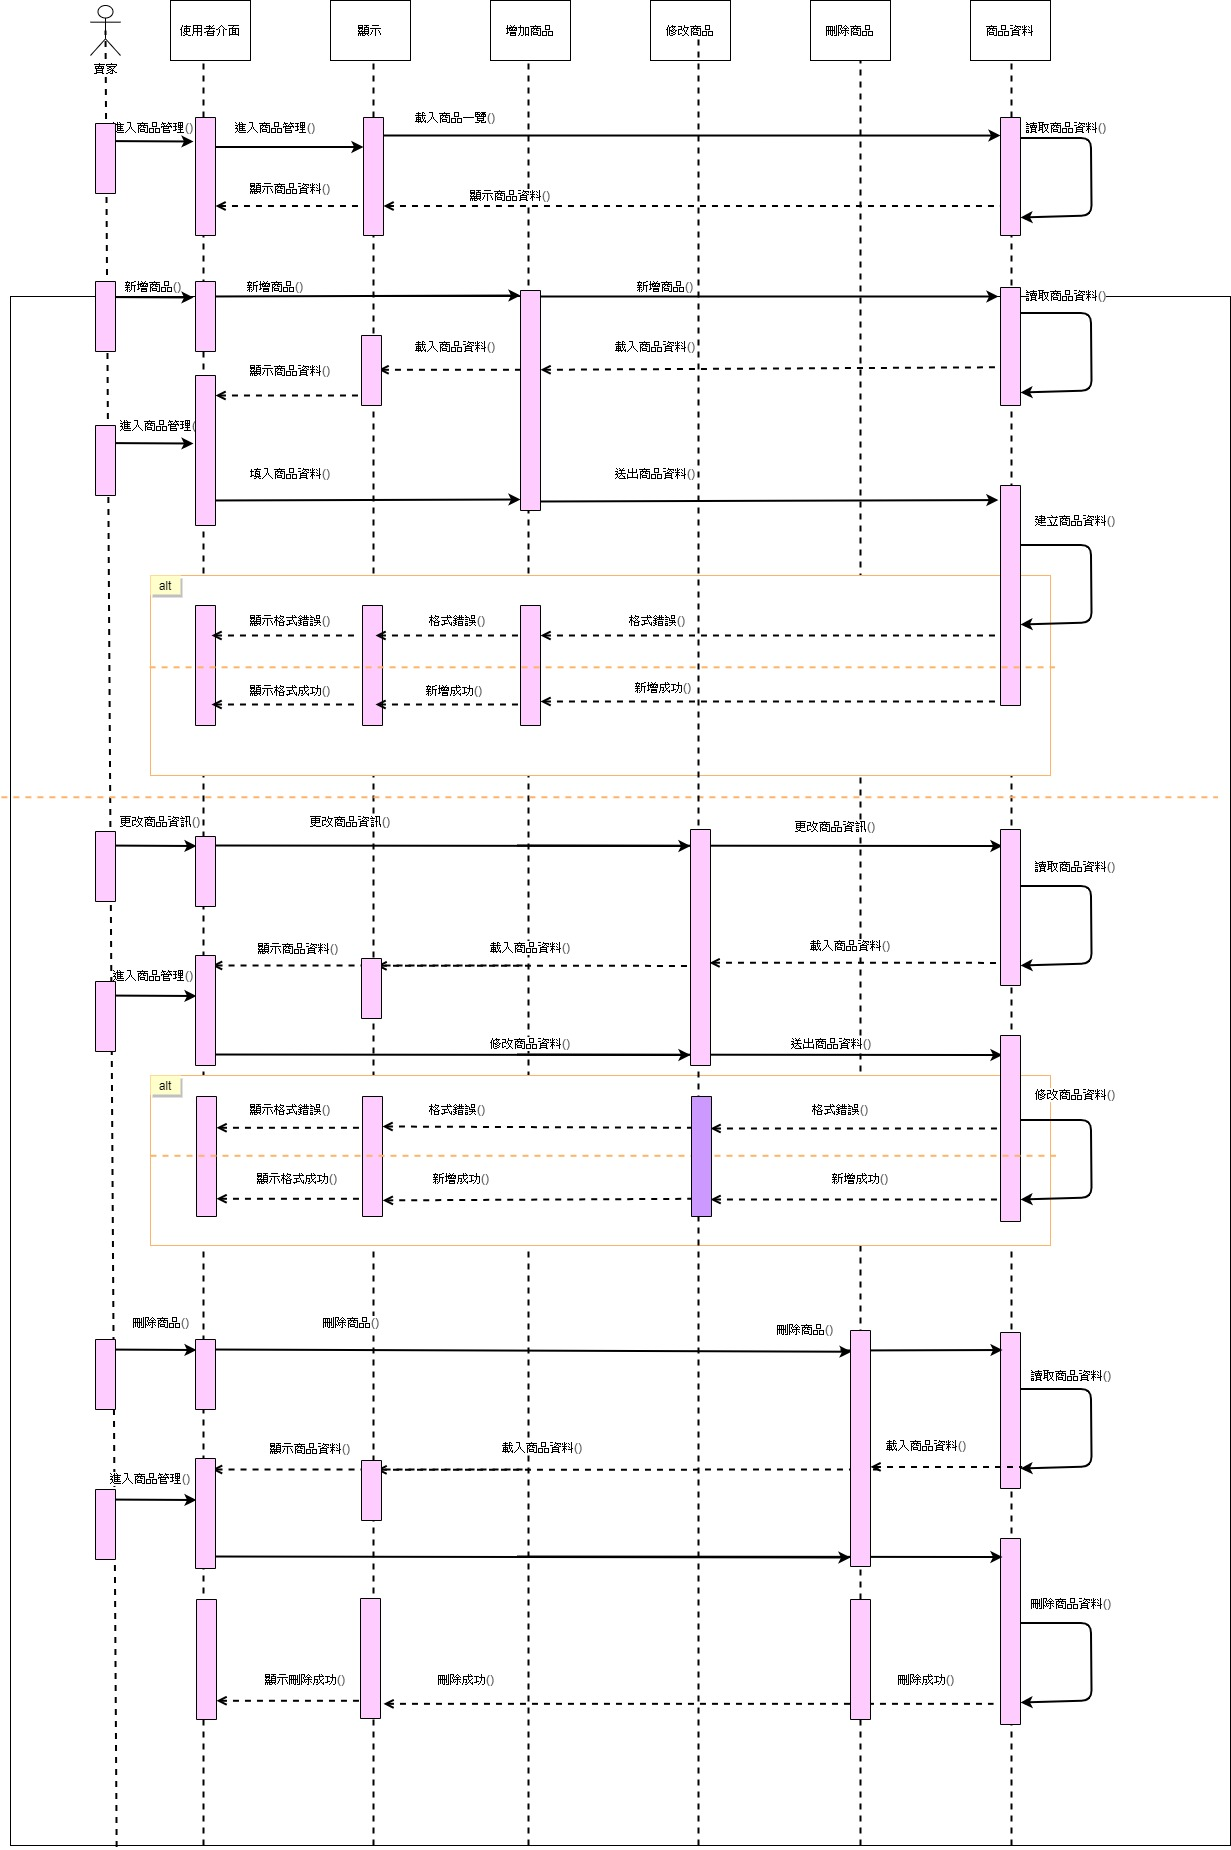 使用者介面
顯示
增加商品
修改商品
刪除商品
商品資料
賣家
進入商品管理()
進入商品管理()
載入商品一覽()
讀取商品資料()
顯示商品資料()
顯示商品資料()
新增商品()
新增商品()
新增商品()
讀取商品資料()
載入商品資料()
載入商品資料()
顯示商品資料()
進入商品管理(
填入商品資料()
送出商品資料()
建立商品資料()
alt
顯示格式錯誤()
格式錯誤()
格式錯誤()
顯示格式成功()
新增成功()
新增成功()
更改商品資訊()
更改商品資訊()
更改商品資訊()
讀取商品資料()
顯示商品資料()
載入商品資料()
載入商品資料()
進入商品管理()
修改商品資料()
送出商品資料()
alt
修改商品資料()
顯示格式錯誤()
格式錯誤()
格式錯誤()
顯示格式成功()
新增成功()
新增成功()
刪除商品()
刪除商品()
刪除商品()
讀取商品資料()
顯示商品資料()
載入商品資料()
載入商品資料()
進入商品管理()
刪除商品資料()
顯示刪除成功()
刪除成功()
刪除成功()